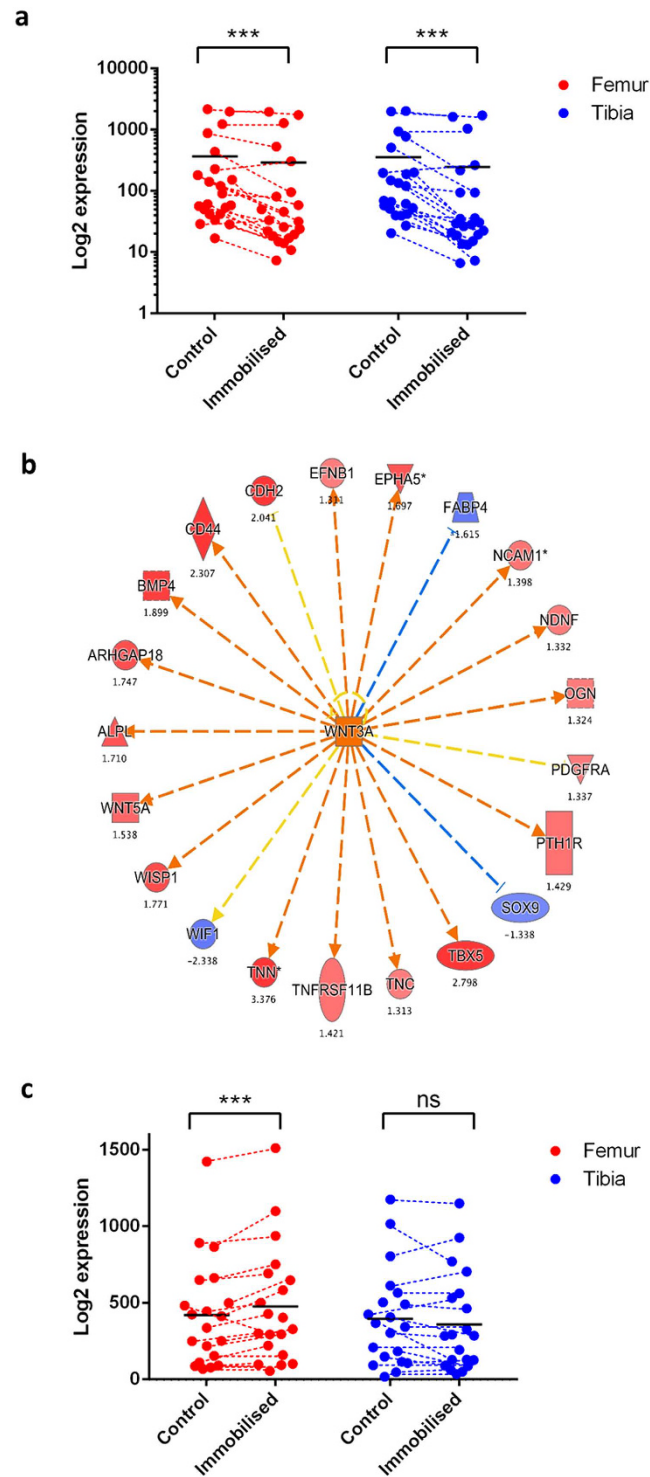 a
*** ***
10000
1000
100
10
1
Log2 expression
Control
Immobilised
Control
Immobilised
Femur
Tibia
b
EFNB1
1.311
EPHA5*
1.697
CDH2
2.041
FABP4
-1.615
CD44
2.307
NCAM1*
1.398
BMP4
1.899
NDNF
1.332
ARHGAP18
1.747
OGN
1.324
WNT3A
ALPL
1.710
PDGFRA
1.337
WNT5A
1.538
PTH1R
1.429
WISP1
1.771
SOX9
-1.338
WIF1
-2.338
TBX5
2.798
TNN*
3.376
TNFRSF11B
1.421
TNC
1.313
c
*** ns
1500
1000
500
0
Log2 expression
Control
Immobilised
Control
Immobilised
Femur
Tibia